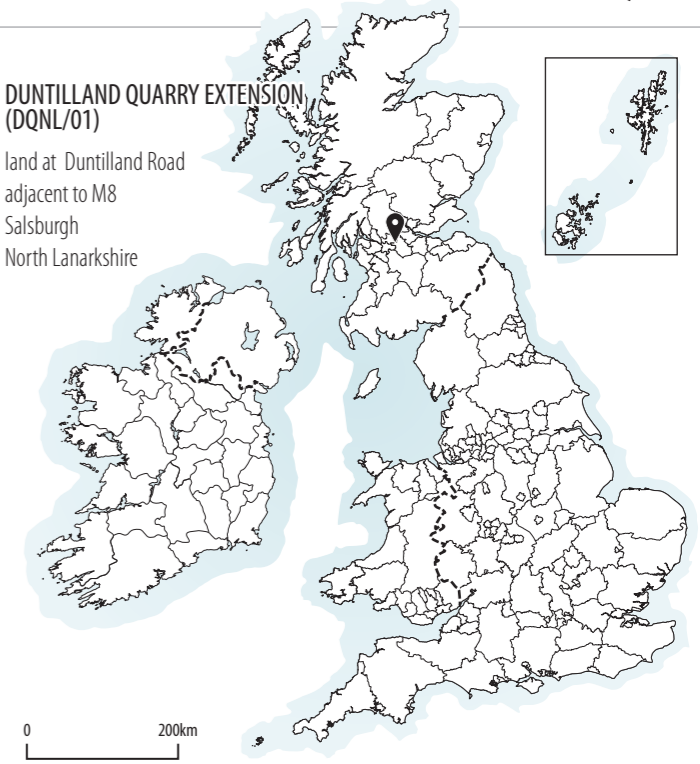 DUNTILLAND QUARRY EXTENSION
(DQNL/01)
land at Duntilland Road
adjacent to M8
Salsburgh
North Lanarkshire
0 200km